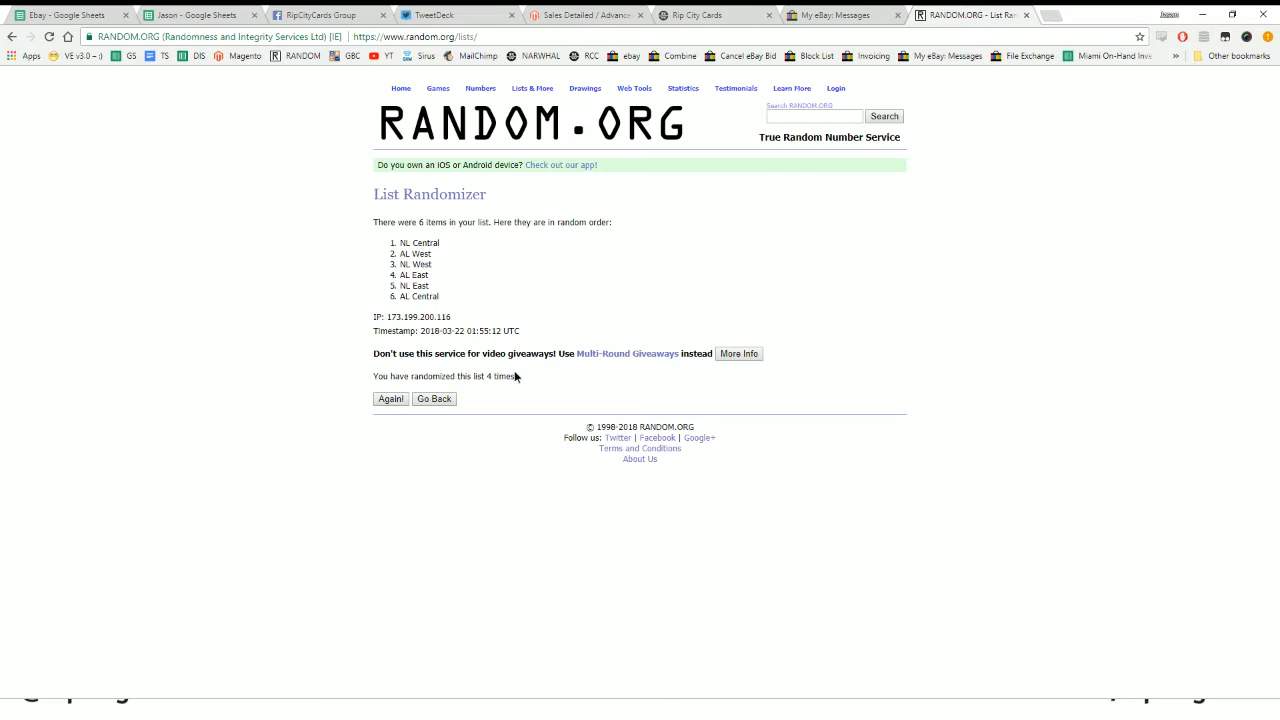 Ebay - Google Sheets
Jason - Google Sheets
RipCityCards Group
TweetDeck
Sales Detailed / Advance
Rip City Cards
My eBay: Messages
RANDOM.ORG - List Ran
Jason
RANDOM.ORG (Randomness and Integrity Services Ltd) [IE] | https://www.random.org/lists/
Apps VE v3.0 – :) GS TS DIS Magento RANDOM GBC YT Sirus MailChimp NARWHAL RCC ebay Combine Cancel eBay Bid Block List Invoicing My eBay: Messages File Exchange Miami On-Hand Inve » Other bookmarks
Home Games Numbers Lists & More Drawings Web Tools Statistics Testimonials Learn More Login
RANDOM.ORG
Search RANDOM.ORG
Search
True Random Number Service
Do you own an iOS or Android device? Check out our app!
List Randomizer
There were 6 items in your list. Here they are in random order:
1. NL Central
2. AL West
3. NL West
4. AL East
5. NL East
6. AL Central
IP: 173.199.200.116
Timestamp: 2018-03-22 01:55:12 UTC
Don't use this service for video giveaways! Use Multi-Round Giveaways instead More Info
You have randomized this list 4 times
Again! Go Back
© 1998-2018 RANDOM.ORG
Follow us: Twitter | Facebook | Google+
Terms and Conditions
About Us